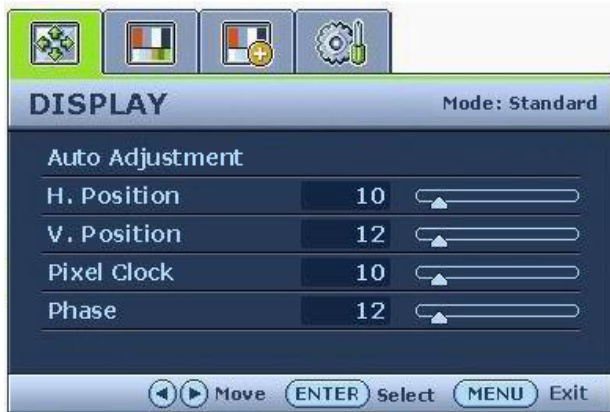 DISPLAY Mode: Standard
Auto Adjustment
H. Position 10
V. Position 12
Pixel Clock 10
Phase 12
Move ENTER Select MENU Exit